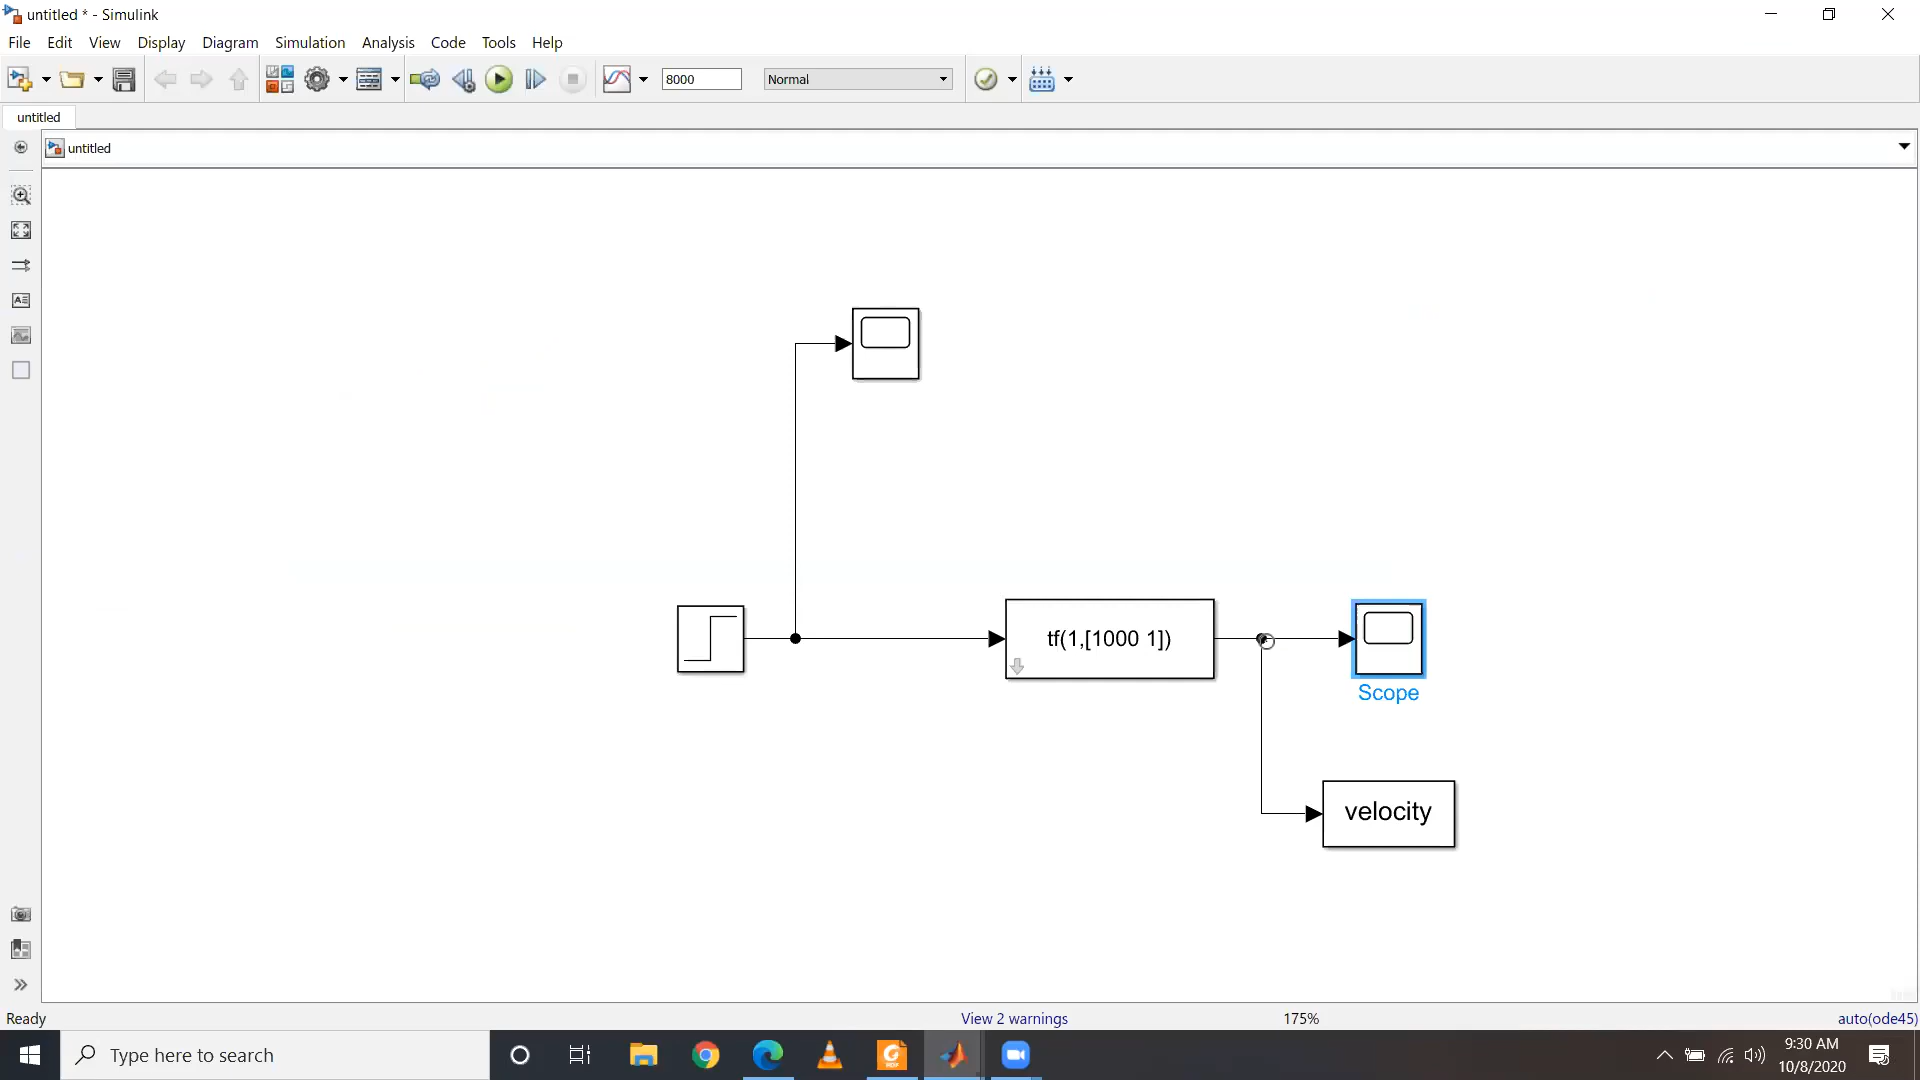 untitled * - Simulink
File Edit View Display Diagram Simulation Analysis Code Tools Help
8000 Normal
untitled
untitled
tf(1,[1000 1])
Scope
velocity
Ready View 2 warnings 175% auto(ode45)
Type here to search
9:30 AM
10/8/2020